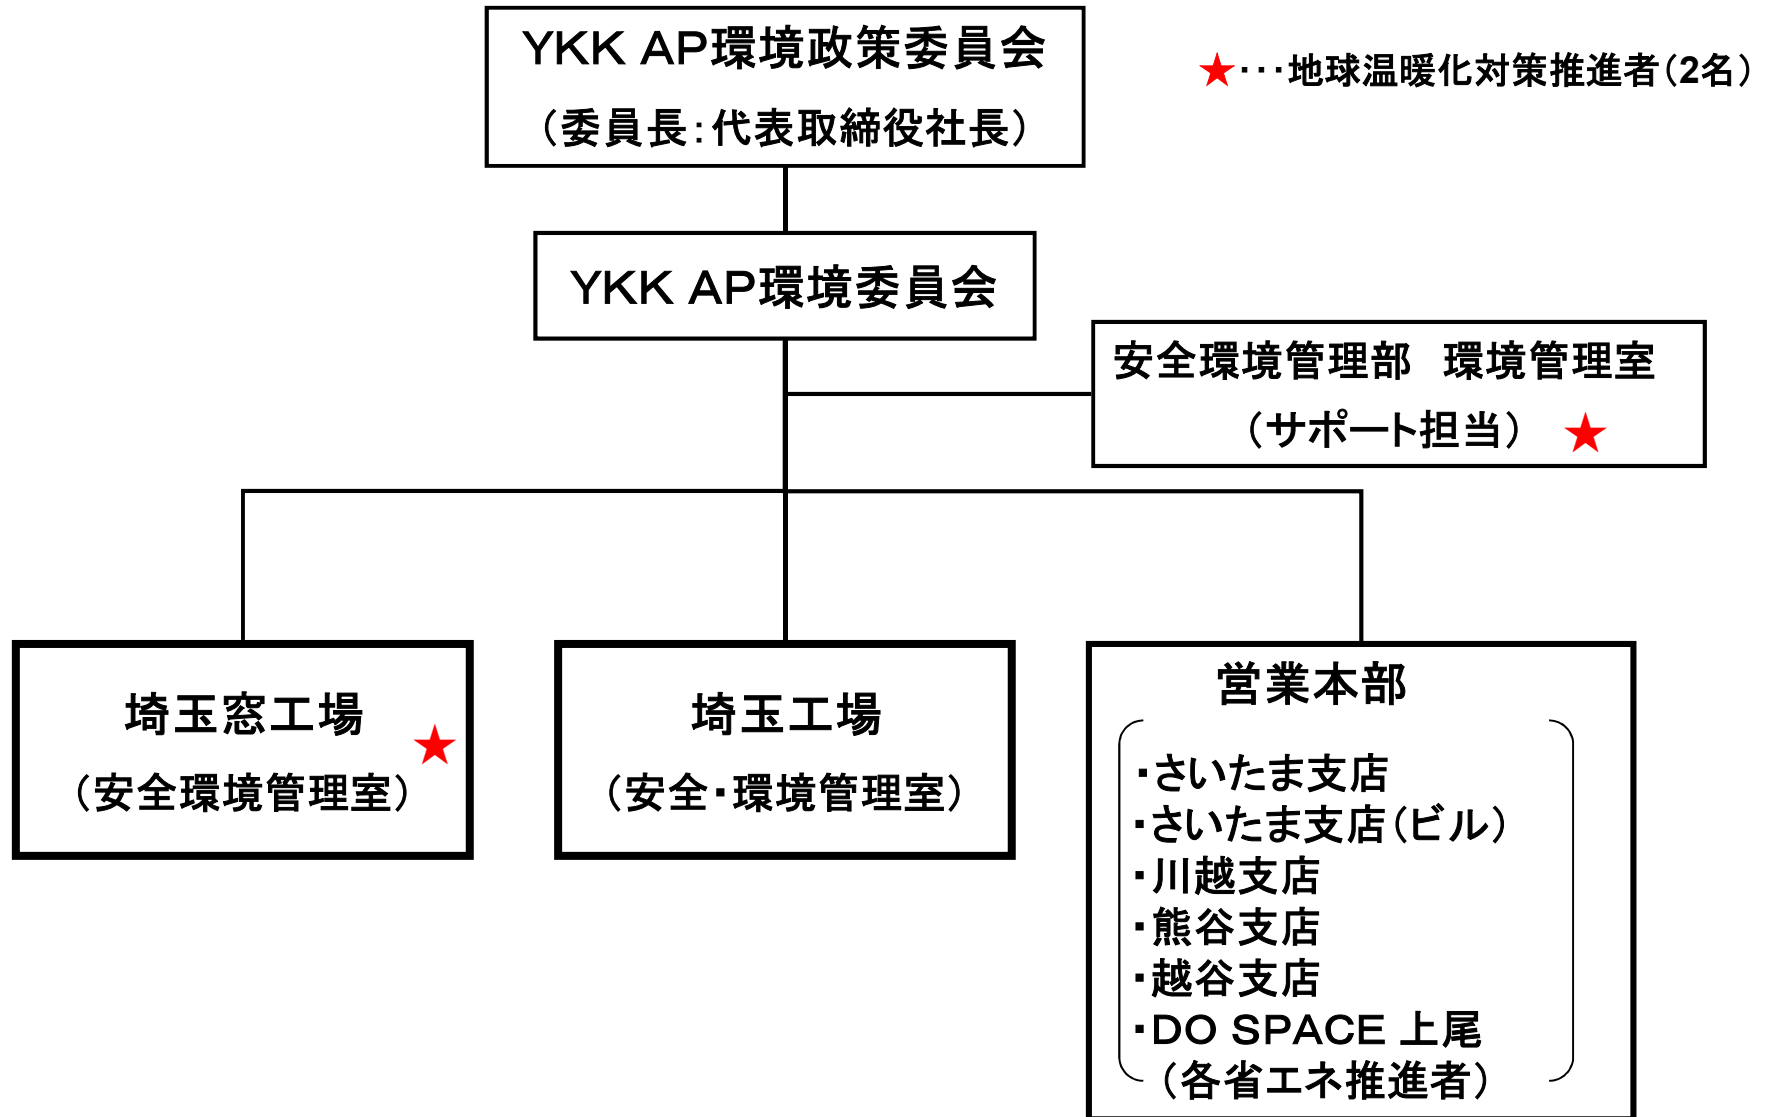 YKK AP環境政策委員会
（委員長：代表取締役社長）
★・・・地球温暖化対策推進者（2名）
YKK AP環境委員会
安全環境管理部　環境管理室
（サポート担当）　★
埼玉窓工場
★
（安全環境管理室）
埼玉工場
（安全・環境管理室）
営業本部
・さいたま支店
・さいたま支店（ビル）
・川越支店
・熊谷支店
・越谷支店
・DO SPACE 上尾
（各省エネ推進者）